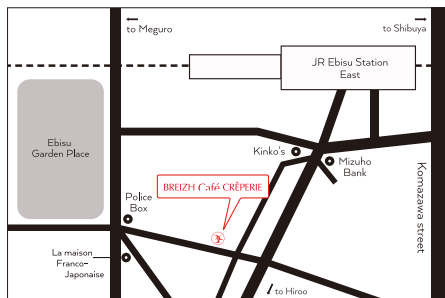 to Meguro
to Shibuya
JR Ebisu Station
East
Ebisu
Garden Place
Kinko's
Mizuho
Bank
BREIZH Café CRÊPERIE
Police
Box
Komazawa street
La maison
Franco-
Japonaise
to Hiroo